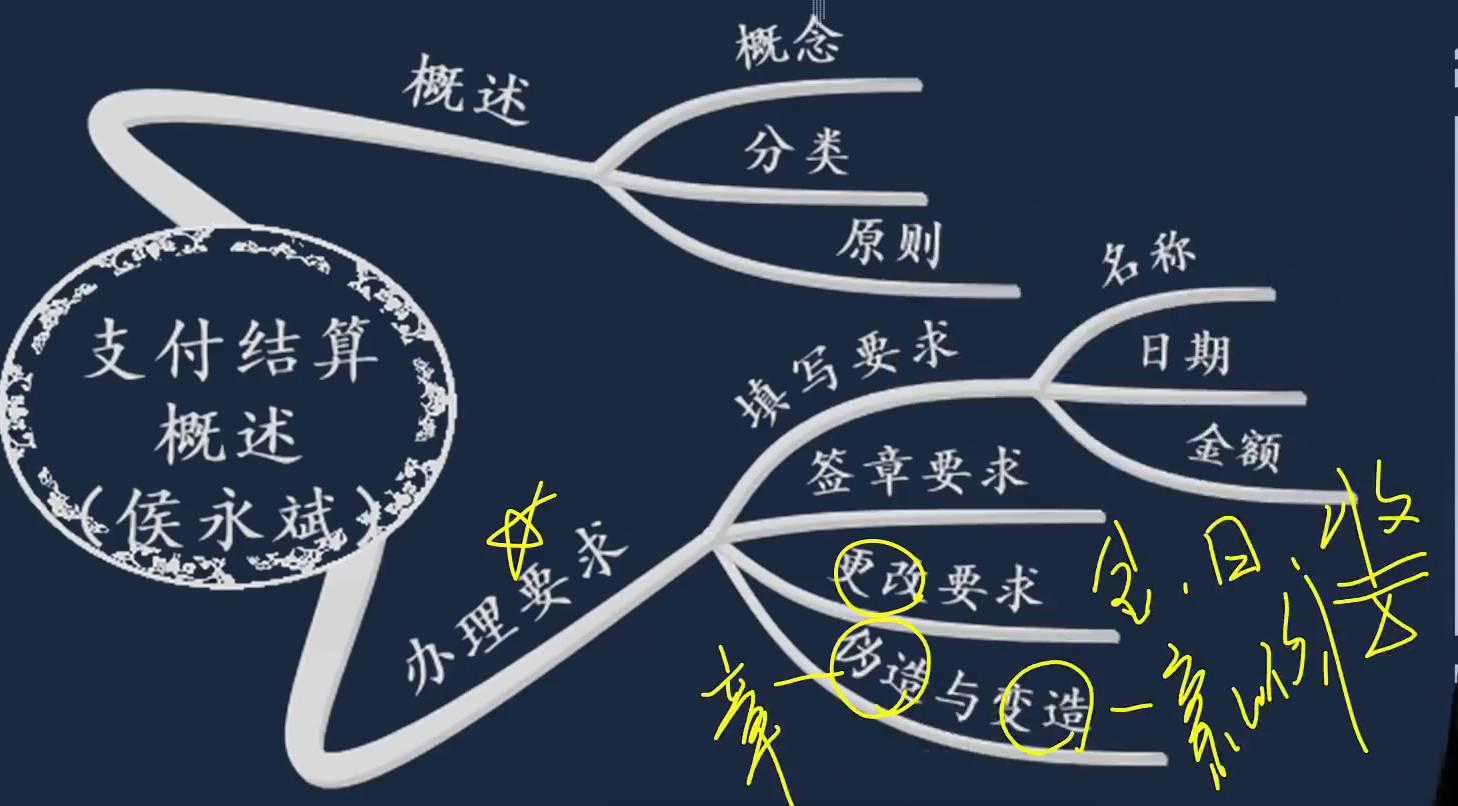 概述
概念
分类
原则
支付结算
概述
(侯永斌)
办理要求
填写要求
名称
日期
金额
签章要求
更改要求
金、日、收
伪造与变造
章